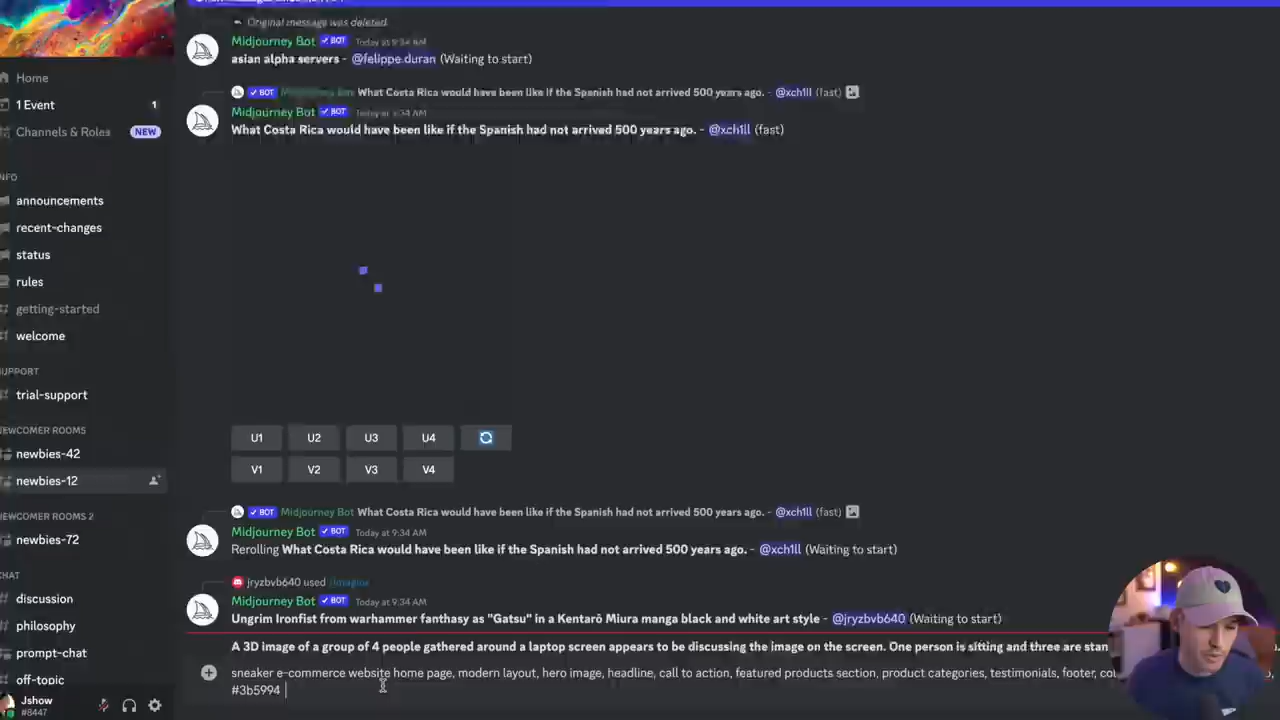 Original message was deleted.
Midjourney Bot ✓ BOT Today at 9:34 AM
asian alpha servers - @felippe.duran (Waiting to start)
✓ BOT Midjourney Bot What Costa Rica would have been like if the Spanish had not arrived 500 years ago. - @xch1ll (fast)
Midjourney Bot ✓ BOT Today at 9:34 AM
What Costa Rica would have been like if the Spanish had not arrived 500 years ago. - @xch1ll (fast)
U1 U2 U3 U4
V1 V2 V3 V4
✓ BOT Midjourney Bot What Costa Rica would have been like if the Spanish had not arrived 500 years ago. - @xch1ll (fast)
Midjourney Bot ✓ BOT Today at 9:34 AM
Rerolling What Costa Rica would have been like if the Spanish had not arrived 500 years ago. - @xch1ll (Waiting to start)
jryzbvb640 used /imagine
Midjourney Bot ✓ BOT Today at 9:34 AM
Ungrim Ironfist from warhammer fanthasy as "Gatsu" in a Kentarō Miura manga black and white art style - @jryzbvb640 (Waiting to start)
A 3D image of a group of 4 people gathered around a laptop screen appears to be discussing the image on the screen. One person is sitting and three are stan
sneaker e-commerce website home page, modern layout, hero image, headline, call to action, featured products section, product categories, testimonials, footer,
#3b5994
Home
1 Event 1
Channels & Roles NEW
NFO
announcements
recent-changes
status
rules
getting-started
welcome
SUPPORT
trial-support
NEWCOMER ROOMS
newbies-42
newbies-12
NEWCOMER ROOMS 2
newbies-72
CHAT
discussion
philosophy
prompt-chat
off-topic
Jshow
#8447